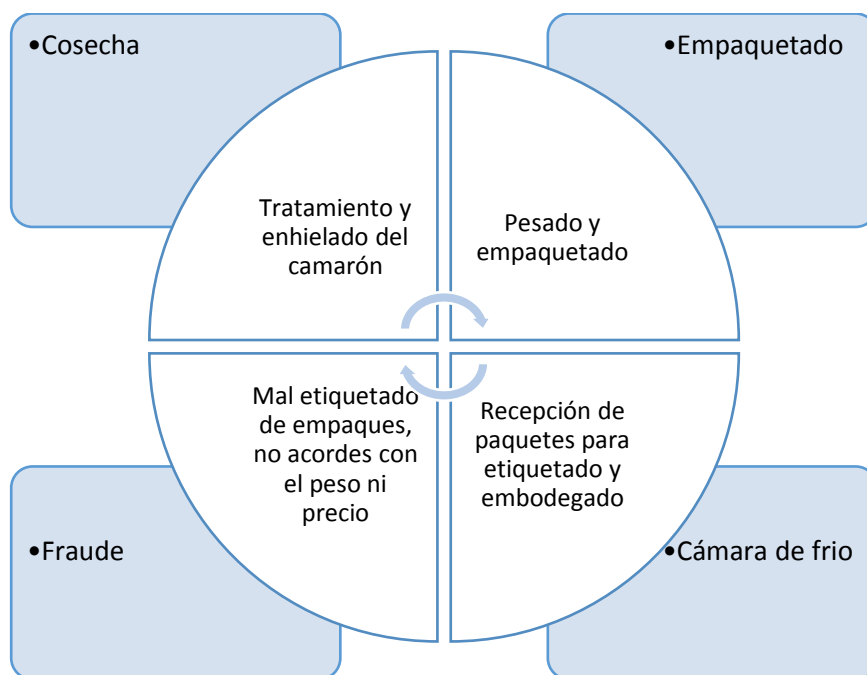 •Cosecha
•Empaquetado
Tratamiento y
enhielado del
camarón
Pesado y
empaquetado
Mal etiquetado
de empaques,
no acordes con
el peso ni
precio
Recepción de
paquetes para
etiquetado y
embodegado
•Fraude
•Cámara de frio